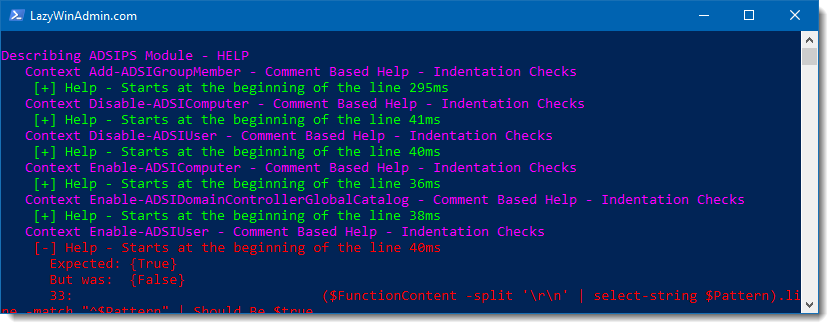 LazyWinAdmin.com
Describing ADSIPS Module - HELP
Context Add-ADSIGroupMember - Comment Based Help - Indentation Checks
[+] Help - Starts at the beginning of the line 295ms
Context Disable-ADSIComputer - Comment Based Help - Indentation Checks
[+] Help - Starts at the beginning of the line 41ms
Context Disable-ADSIUser - Comment Based Help - Indentation Checks
[+] Help - Starts at the beginning of the line 40ms
Context Enable-ADSIComputer - Comment Based Help - Indentation Checks
[+] Help - Starts at the beginning of the line 36ms
Context Enable-ADSIDomainControllerGlobalCatalog - Comment Based Help - Indentation Checks
[+] Help - Starts at the beginning of the line 38ms
Context Enable-ADSIUser - Comment Based Help - Indentation Checks
[-] Help - Starts at the beginning of the line 40ms
Expected: {True}
But was:  {False}
33:                               ($FunctionContent -split '\r\n' | select-string $Pattern).li
ne -match "^$Pattern" | Should Be $true